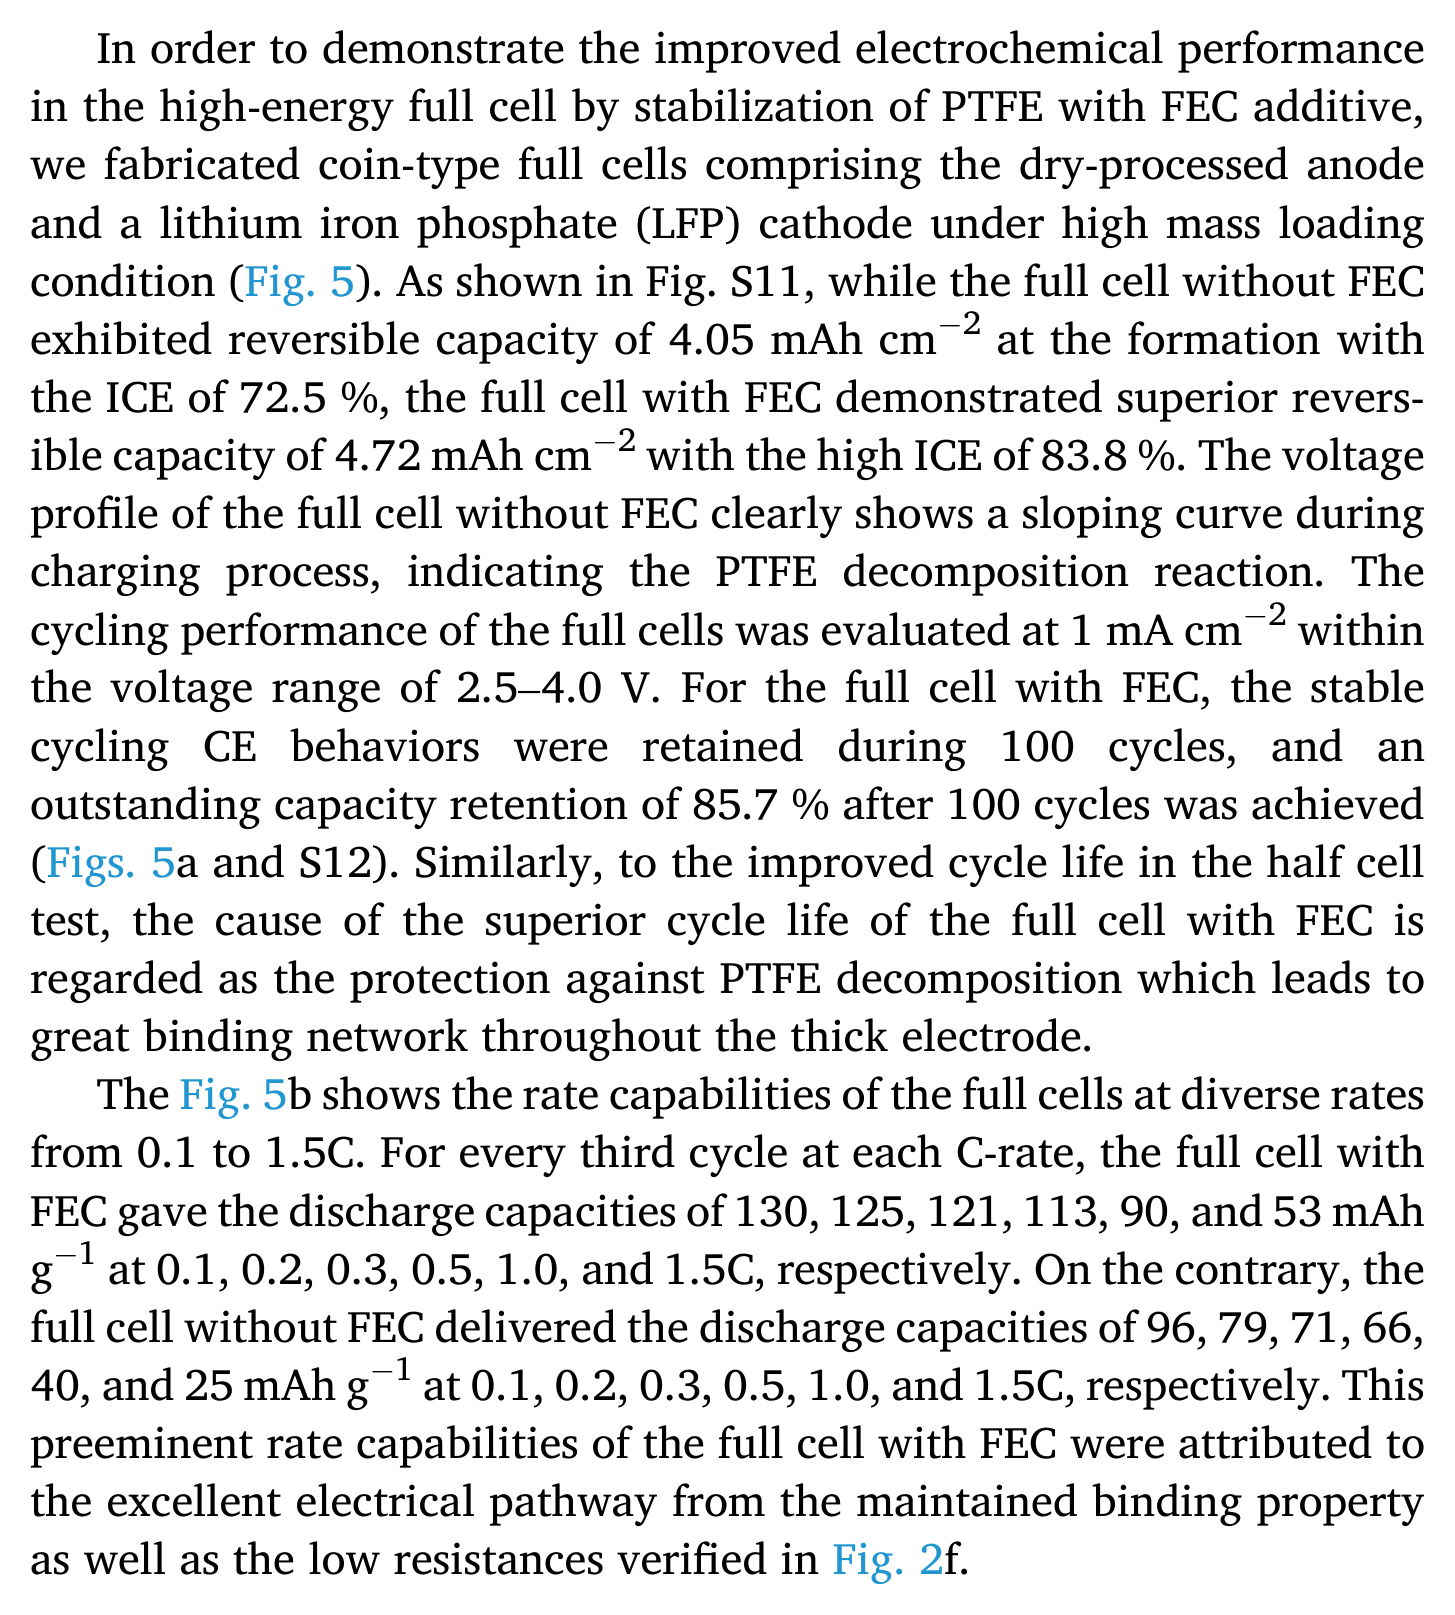 In order to demonstrate the improved electrochemical performance
in the high-energy full cell by stabilization of PTFE with FEC additive,
we fabricated coin-type full cells comprising the dry-processed anode
and a lithium iron phosphate (LFP) cathode under high mass loading
condition (Fig. 5). As shown in Fig. S11, while the full cell without FEC
exhibited reversible capacity of 4.05 mAh cm⁻² at the formation with
the ICE of 72.5 %, the full cell with FEC demonstrated superior revers-
ible capacity of 4.72 mAh cm⁻² with the high ICE of 83.8 %. The voltage
profile of the full cell without FEC clearly shows a sloping curve during
charging process, indicating the PTFE decomposition reaction. The
cycling performance of the full cells was evaluated at 1 mA cm⁻² within
the voltage range of 2.5–4.0 V. For the full cell with FEC, the stable
cycling CE behaviors were retained during 100 cycles, and an
outstanding capacity retention of 85.7 % after 100 cycles was achieved
(Figs. 5a and S12). Similarly, to the improved cycle life in the half cell
test, the cause of the superior cycle life of the full cell with FEC is
regarded as the protection against PTFE decomposition which leads to
great binding network throughout the thick electrode.
The Fig. 5b shows the rate capabilities of the full cells at diverse rates
from 0.1 to 1.5C. For every third cycle at each C-rate, the full cell with
FEC gave the discharge capacities of 130, 125, 121, 113, 90, and 53 mAh
g⁻¹ at 0.1, 0.2, 0.3, 0.5, 1.0, and 1.5C, respectively. On the contrary, the
full cell without FEC delivered the discharge capacities of 96, 79, 71, 66,
40, and 25 mAh g⁻¹ at 0.1, 0.2, 0.3, 0.5, 1.0, and 1.5C, respectively. This
preeminent rate capabilities of the full cell with FEC were attributed to
the excellent electrical pathway from the maintained binding property
as well as the low resistances verified in Fig. 2f.